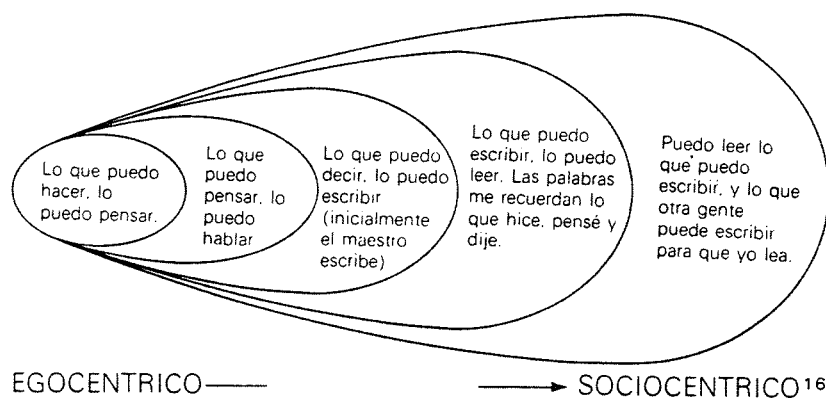 Lo que puedo
hacer, lo
puedo pensar.
Lo que
puedo
pensar, lo
puedo
hablar
Lo que puedo
decir, lo puedo
escribir
(inicialmente
el maestro
escribe)
Lo que puedo
escribir, lo puedo
leer. Las palabras
me recuerdan lo
que hice, pensé y
dije.
Puedo leer lo
que puedo
escribir, y lo que
otra gente
puede escribir
para que yo lea.
EGOCENTRICO
SOCIOCENTRICO16